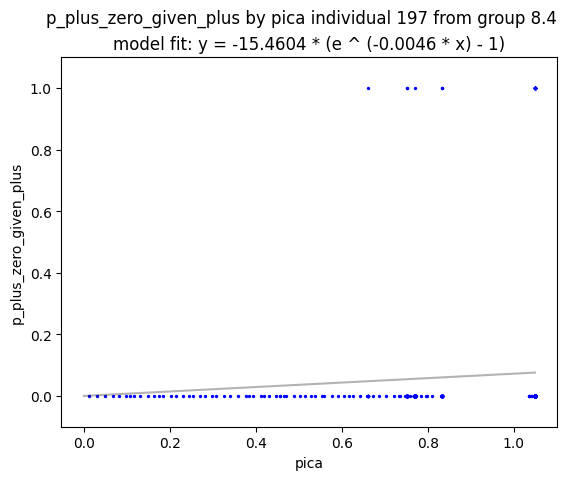 p_plus_zero_given_plus by pica individual 197 from group 8.4
model fit: y = -15.4604 * (e ^ (-0.0046 * x) - 1)
1.0
0.8
0.6
0.4
0.2
0.0
p_plus_zero_given_plus
0.0 0.2 0.4 0.6 0.8 1.0
pica